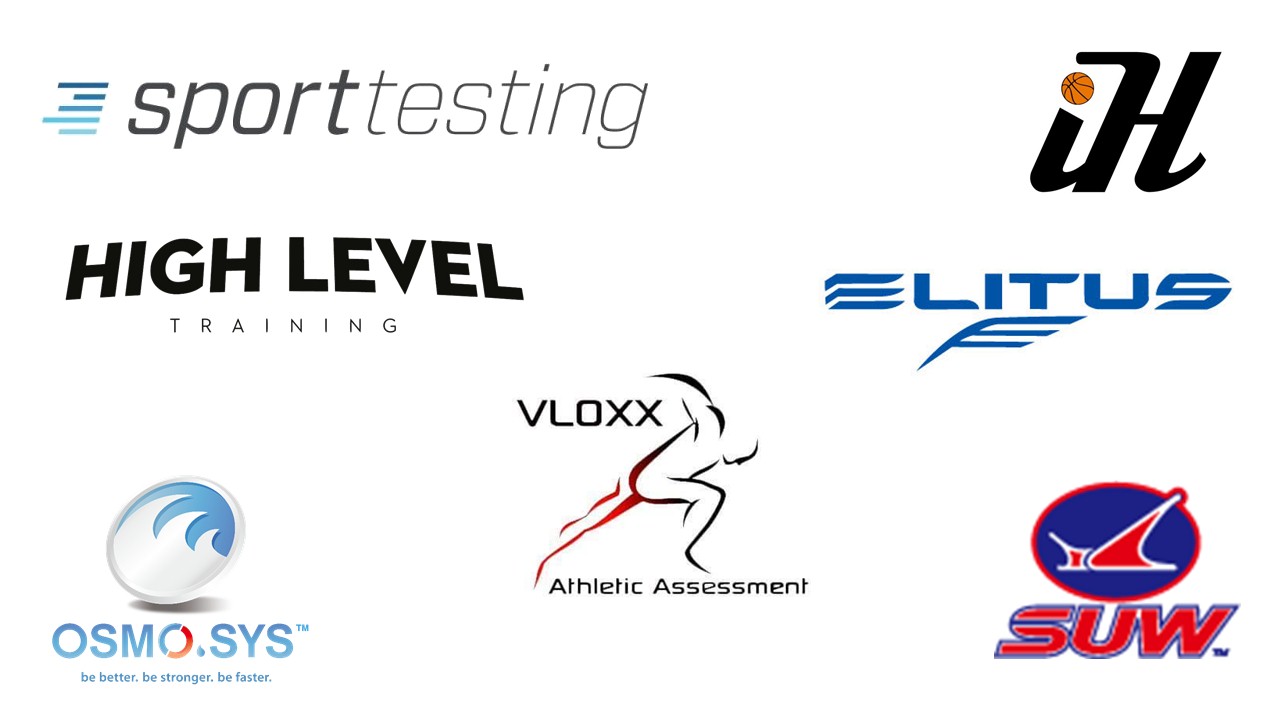 sporttesting
iH
HIGH LEVEL
TRAINING
ELITUS
VLOXX
Athletic Assessment
OSMO.SYS™
be better. be stronger. be faster.
SUW™